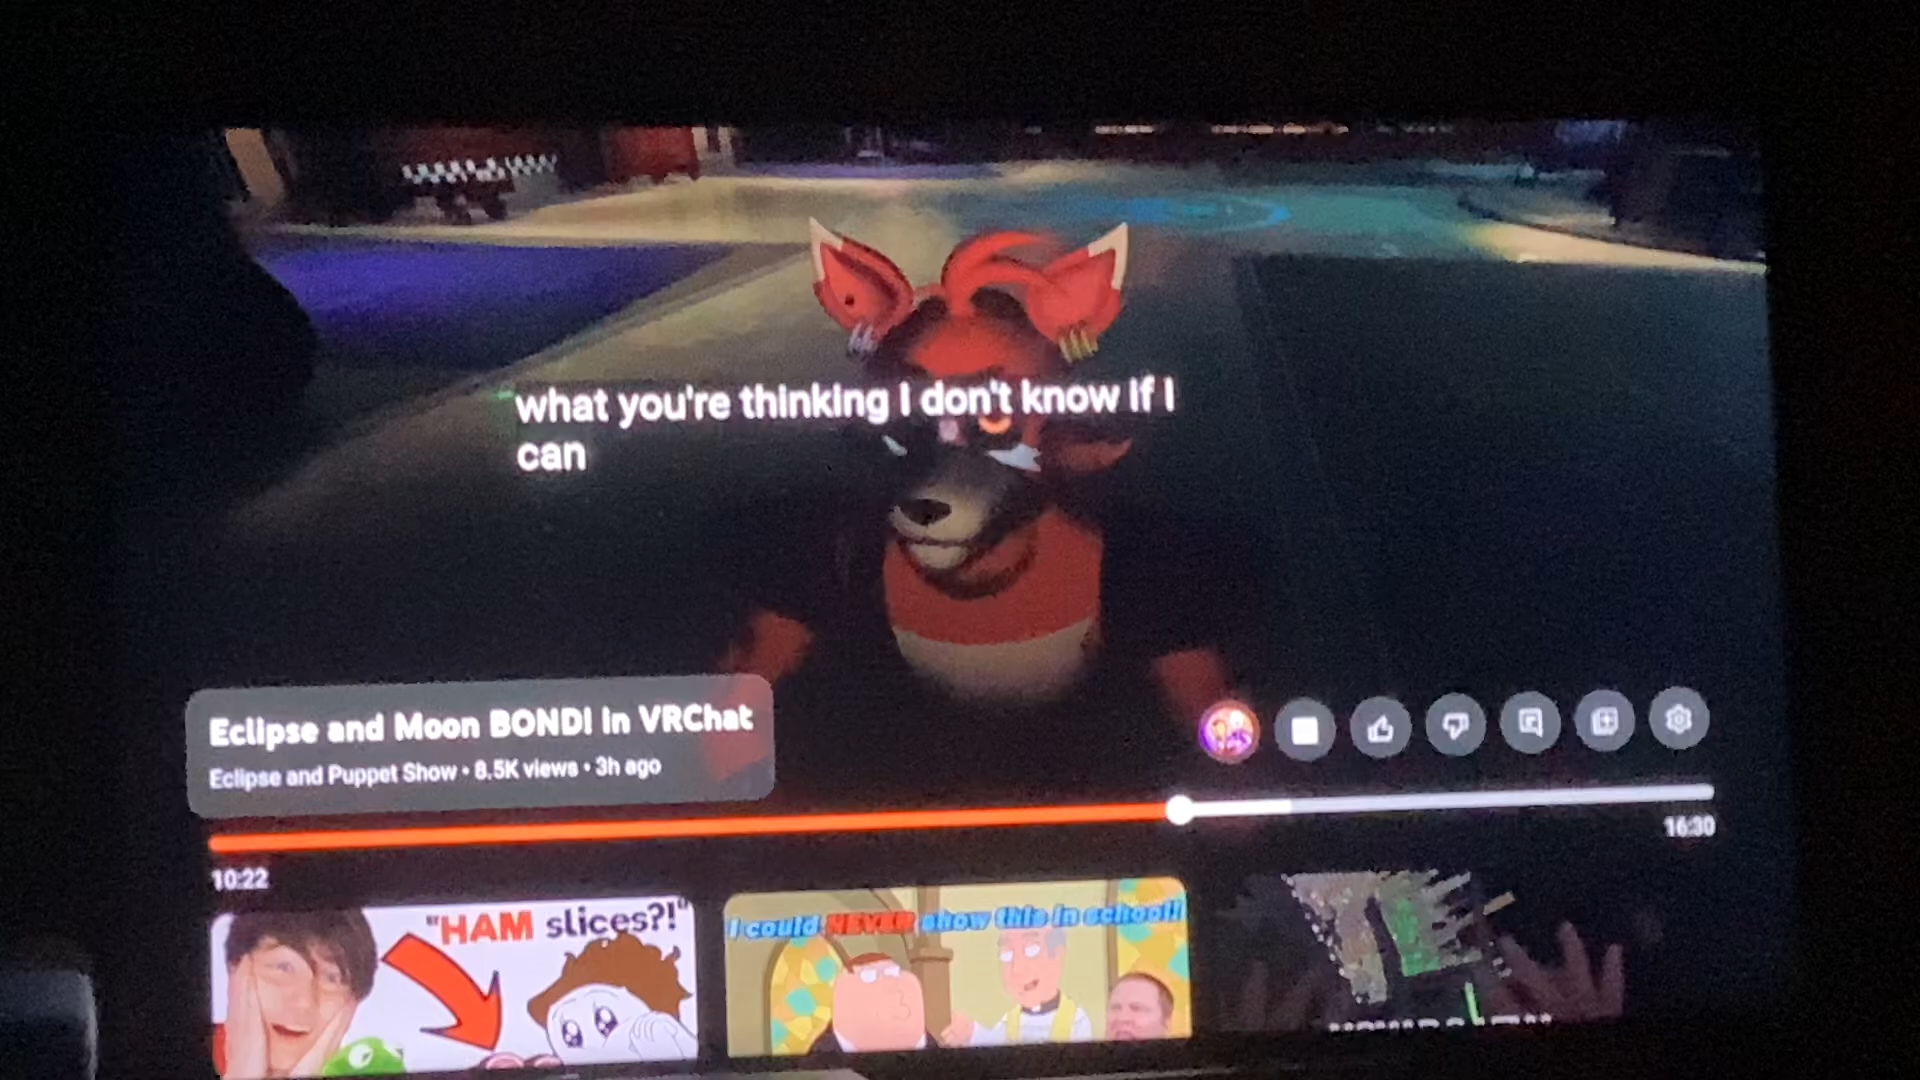 what you're thinking I don't know if I
can
Eclipse and Moon BOND! in VRChat
Eclipse and Puppet Show • 8.5K views • 3h ago
16:30
10:22
"HAM slices?!"
I could NEVER show this in school!!